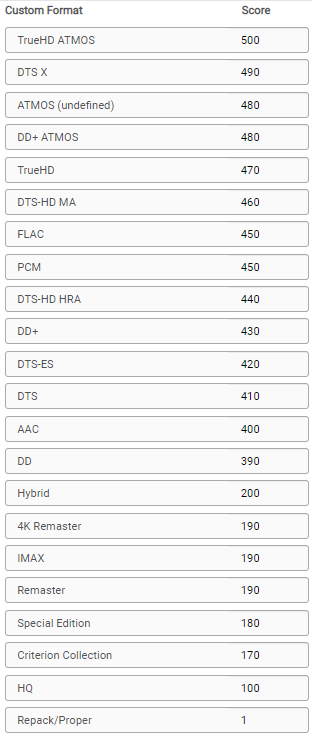 Custom Format Score
TrueHD ATMOS 500
DTS X 490
ATMOS (undefined) 480
DD+ ATMOS 480
TrueHD 470
DTS-HD MA 460
FLAC 450
PCM 450
DTS-HD HRA 440
DD+ 430
DTS-ES 420
DTS 410
AAC 400
DD 390
Hybrid 200
4K Remaster 190
IMAX 190
Remaster 190
Special Edition 180
Criterion Collection 170
HQ 100
Repack/Proper 1